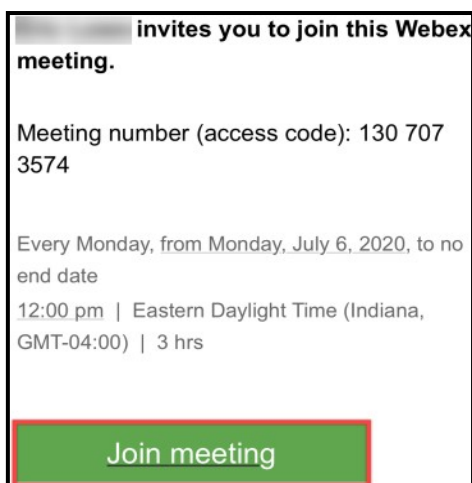 invites you to join this Webex
meeting.
Meeting number (access code): 130 707
3574
Every Monday, from Monday, July 6, 2020, to no
end date
12:00 pm | Eastern Daylight Time (Indiana,
GMT-04:00) | 3 hrs
Join meeting